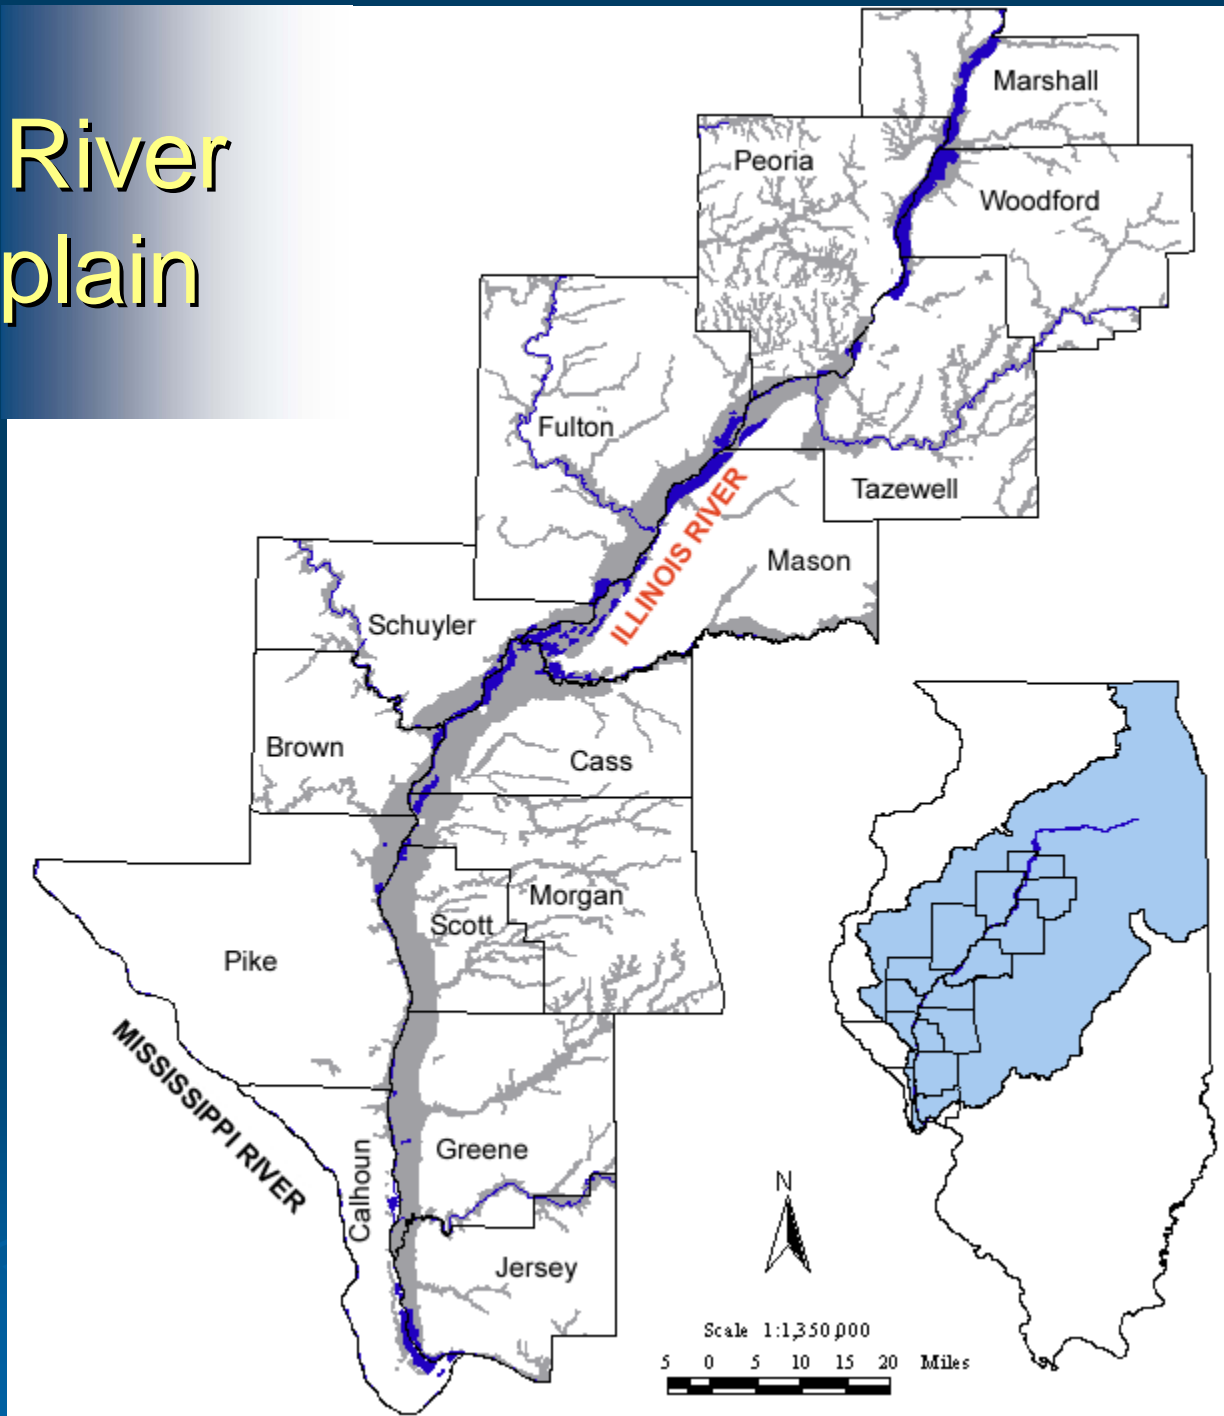 River
plain
Marshall
Peoria
Woodford
Fulton
Tazewell
ILLINOIS RIVER
Mason
Schuyler
Brown
Cass
Morgan
Scott
Pike
MISSISSIPPI RIVER
Calhoun
Greene
Jersey
N
Scale 1:1,350,000
5 0 5 10 15 20 Miles